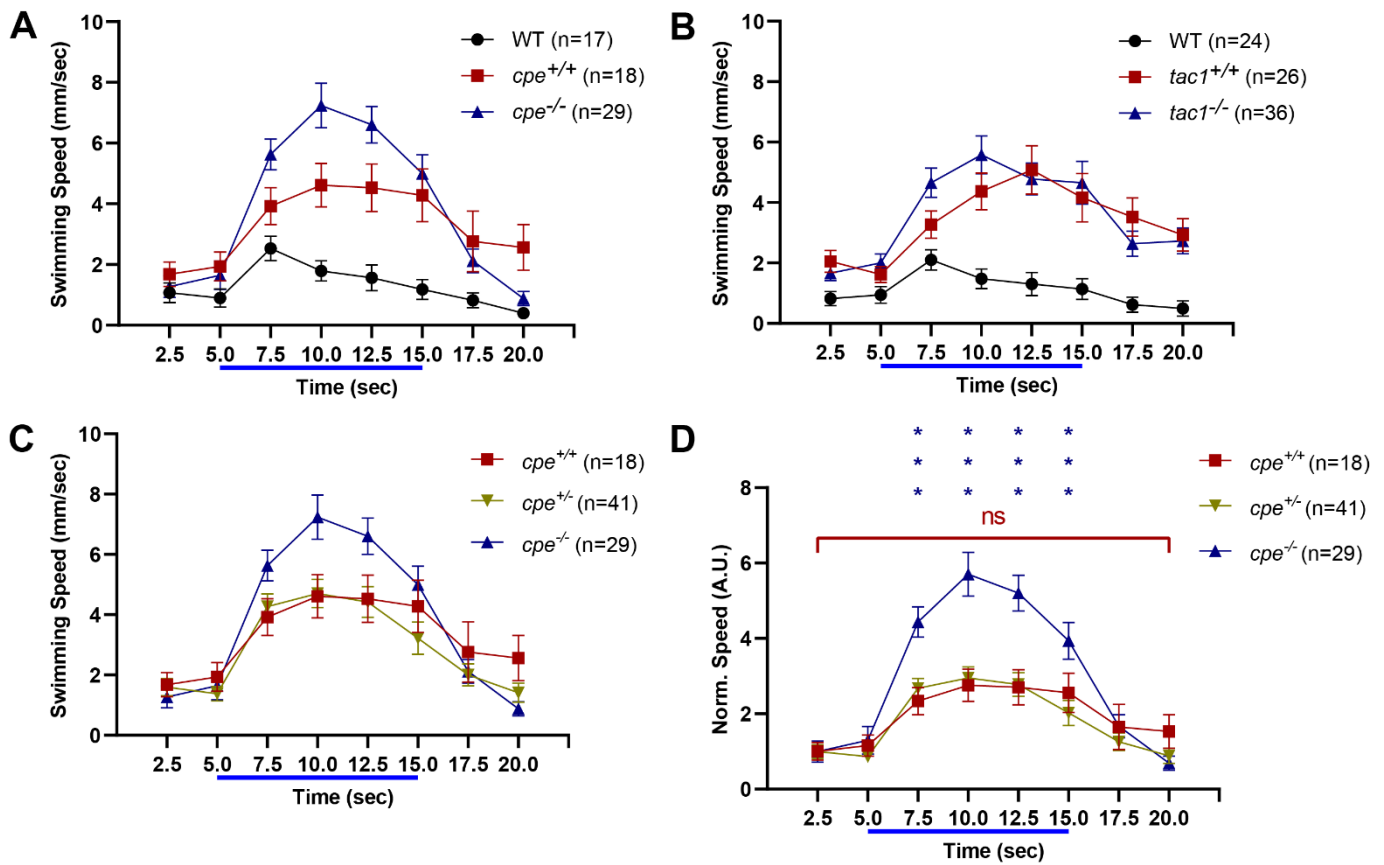 A
Swimming Speed (mm/sec)
10
8
6
4
2
0
WT (n=17)
cpe+/+ (n=18)
cpe-/- (n=29)
2.5 5.0 7.5 10.0 12.5 15.0 17.5 20.0
Time (sec)
B
Swimming Speed (mm/sec)
10
8
6
4
2
0
WT (n=24)
tac1+/+ (n=26)
tac1-/- (n=36)
2.5 5.0 7.5 10.0 12.5 15.0 17.5 20.0
Time (sec)
C
Swimming Speed (mm/sec)
10
8
6
4
2
0
cpe+/+ (n=18)
cpe+/- (n=41)
cpe-/- (n=29)
2.5 5.0 7.5 10.0 12.5 15.0 17.5 20.0
Time (sec)
D
* * * *
* * * *
* * * *
ns
Norm. Speed (A.U.)
8
6
4
2
0
cpe+/+ (n=18)
cpe+/- (n=41)
cpe-/- (n=29)
2.5 5.0 7.5 10.0 12.5 15.0 17.5 20.0
Time (sec)